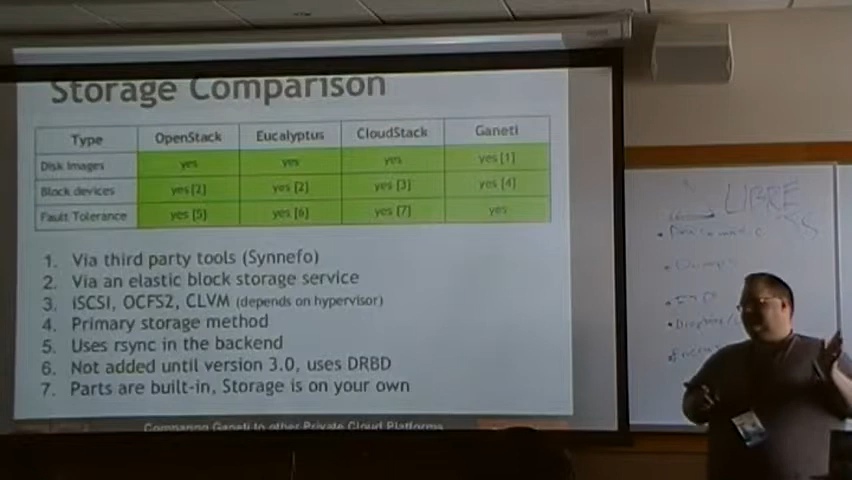 Storage Comparison
Type OpenStack Eucalyptus CloudStack Ganeti
Disk Images yes yes yes yes [1]
Block devices yes [2] yes [2] yes [3] yes [4]
Fault Tolerance yes [5] yes [6] yes [7] yes
1. Via third party tools (Synnefo)
2. Via an elastic block storage service
3. iSCSI, OCFS2, CLVM (depends on hypervisor)
4. Primary storage method
5. Uses rsync in the backend
6. Not added until version 3.0, uses DRBD
7. Parts are built-in, Storage is on your own
Comparing Ganeti to other Private Cloud Platforms
LIBRE